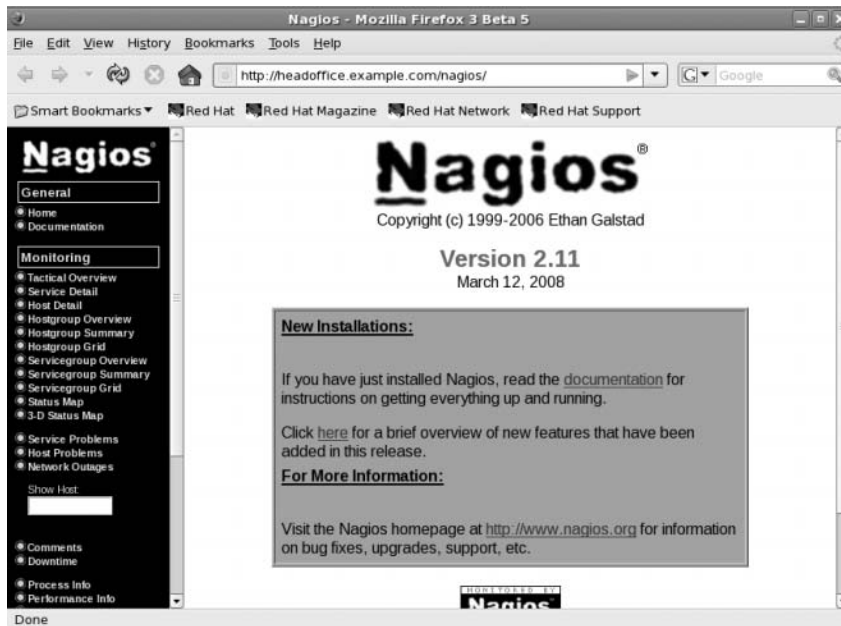 Nagios - Mozilla Firefox 3 Beta 5
File Edit View History Bookmarks Tools Help
http://headoffice.example.com/nagios/
G Google
Smart Bookmarks Red Hat Red Hat Magazine Red Hat Network Red Hat Support
Nagios®
General
Home
Documentation
Monitoring
Tactical Overview
Service Detail
Host Detail
Hostgroup Overview
Hostgroup Summary
Hostgroup Grid
Servicegroup Overview
Servicegroup Summary
Servicegroup Grid
Status Map
3-D Status Map
Service Problems
Host Problems
Network Outages
Show Host:
Comments
Downtime
Process Info
Performance Info
Nagios®
Copyright (c) 1999-2006 Ethan Galstad
Version 2.11
March 12, 2008
New Installations:
If you have just installed Nagios, read the documentation for
instructions on getting everything up and running.
Click here for a brief overview of new features that have been
added in this release.
For More Information:
Visit the Nagios homepage at http://www.nagios.org for information
on bug fixes, upgrades, support, etc.
MONITORED BY
Nagios
Done